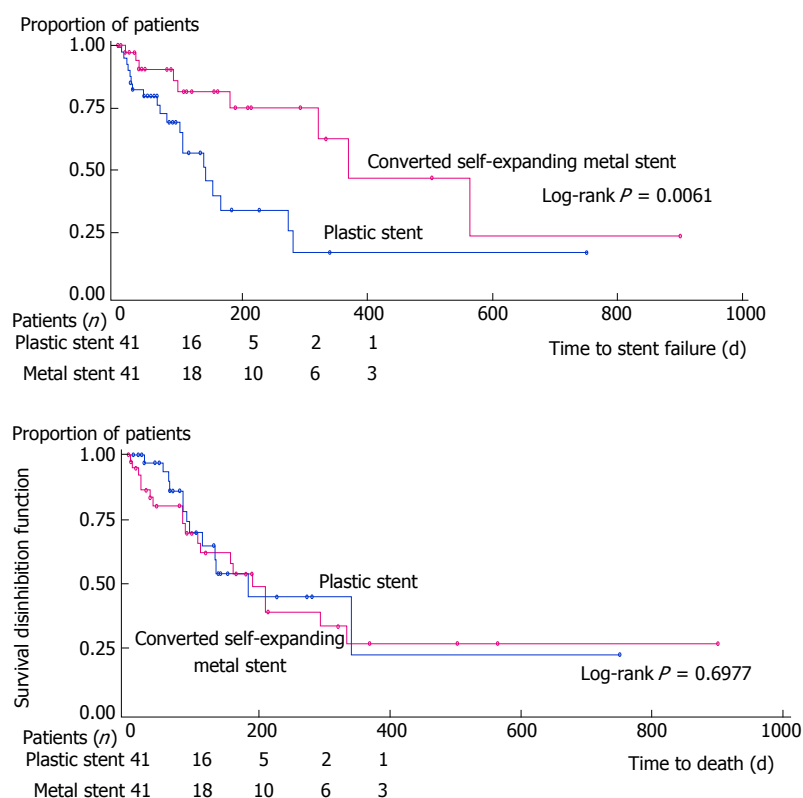 Proportion of patients
1.00
0.75
0.50
0.25
0.00
Converted self-expanding metal stent
Log-rank P = 0.0061
Plastic stent
0 200 400 600 800 1000
Patients (n)
Plastic stent 41 16 5 2 1
Time to stent failure (d)
Metal stent 41 18 10 6 3
Proportion of patients
Survival disinhibition function
1.00
0.75
0.50
0.25
0.00
Plastic stent
Converted self-expanding
metal stent
Log-rank P = 0.6977
0 200 400 600 800 1000
Patients (n)
Plastic stent 41 16 5 2 1
Time to death (d)
Metal stent 41 18 10 6 3